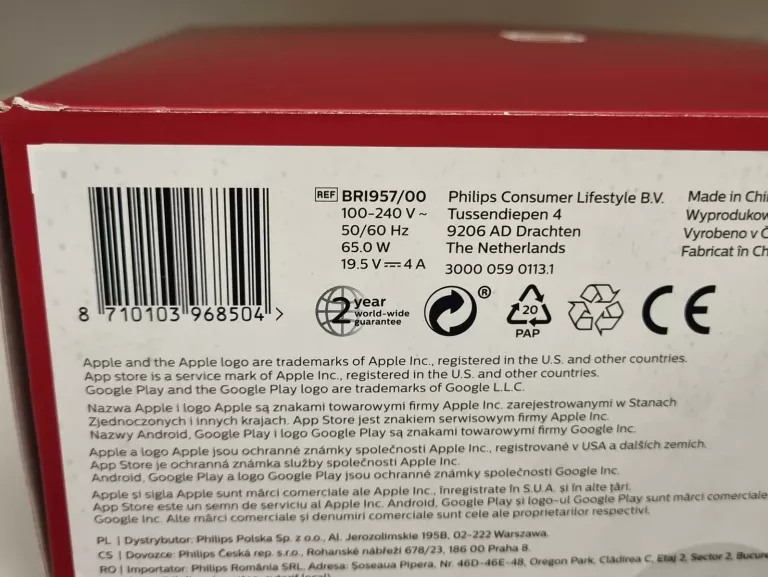 8 710103 968504 >
REF BRI957/00
100-240 V ~
50/60 Hz
65.0 W
19.5 V ⎓ 4 A
Philips Consumer Lifestyle B.V.
Tussendiepen 4
9206 AD Drachten
The Netherlands
3000 059 0113.1
Made in Chi
Wyprodukow
Vyrobeno v Č
Fabricat în Ch
2 year
world-wide
guarantee
®
20
PAP
CE
Apple and the Apple logo are trademarks of Apple Inc., registered in the U.S. and other countries.
App store is a service mark of Apple Inc., registered in the U.S. and other countries.
Google Play and the Google Play logo are trademarks of Google L.L.C.
Nazwa Apple i logo Apple są znakami towarowymi firmy Apple Inc. zarejestrowanymi w Stanach
Zjednoczonych i innych krajach. App Store jest znakiem serwisowym firmy Apple Inc.
Nazwy Android, Google Play i logo Google Play są znakami towarowymi firmy Google Inc.
Apple a logo Apple jsou ochranné známky společnosti Apple Inc., registrované v USA a dalších zemích.
App Store je ochranná známka služby společnosti Apple Inc.
Android, Google Play a logo Google Play jsou ochranné známky společnosti Google Inc.
Apple și sigla Apple sunt mărci comerciale ale Apple Inc., înregistrate în S.U.A. și în alte țări.
App Store este un semn de serviciu al Apple Inc. Android, Google Play și logo-ul Google Play sunt mărci comerciale
Google Inc. Alte mărci comerciale și denumiri comerciale sunt cele ale proprietarilor respectivi.
PL | Dystrybutor: Philips Polska Sp. z o.o., Al. Jerozolimskie 195B, 02-222 Warszawa.
CS | Dovozce: Philips Česká rep. s.r.o., Rohanské nábřeží 678/23, 186 00 Praha 8.
RO | Importator: Philips România SRL, Adresa: Șoseaua Pipera, Nr. 46D-46E-48, Oregon Park, Clădirea C, Etaj 2, Sector 2, Bucure